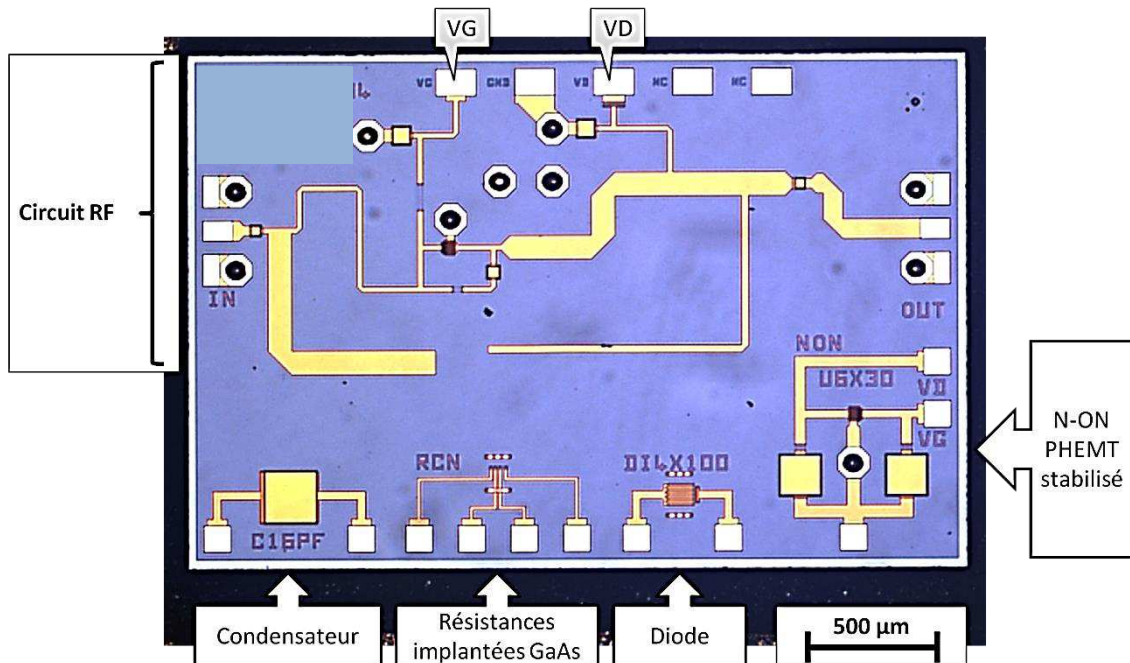 VG
VD
Circuit RF
VG
GND
VD
NC
NC
IN
OUT
NON
U6X30
VD
VG
N-ON
PHEMT
stabilisé
RCN
DI4X100
C16PF
Condensateur
Résistances
implantées GaAs
Diode
500 µm